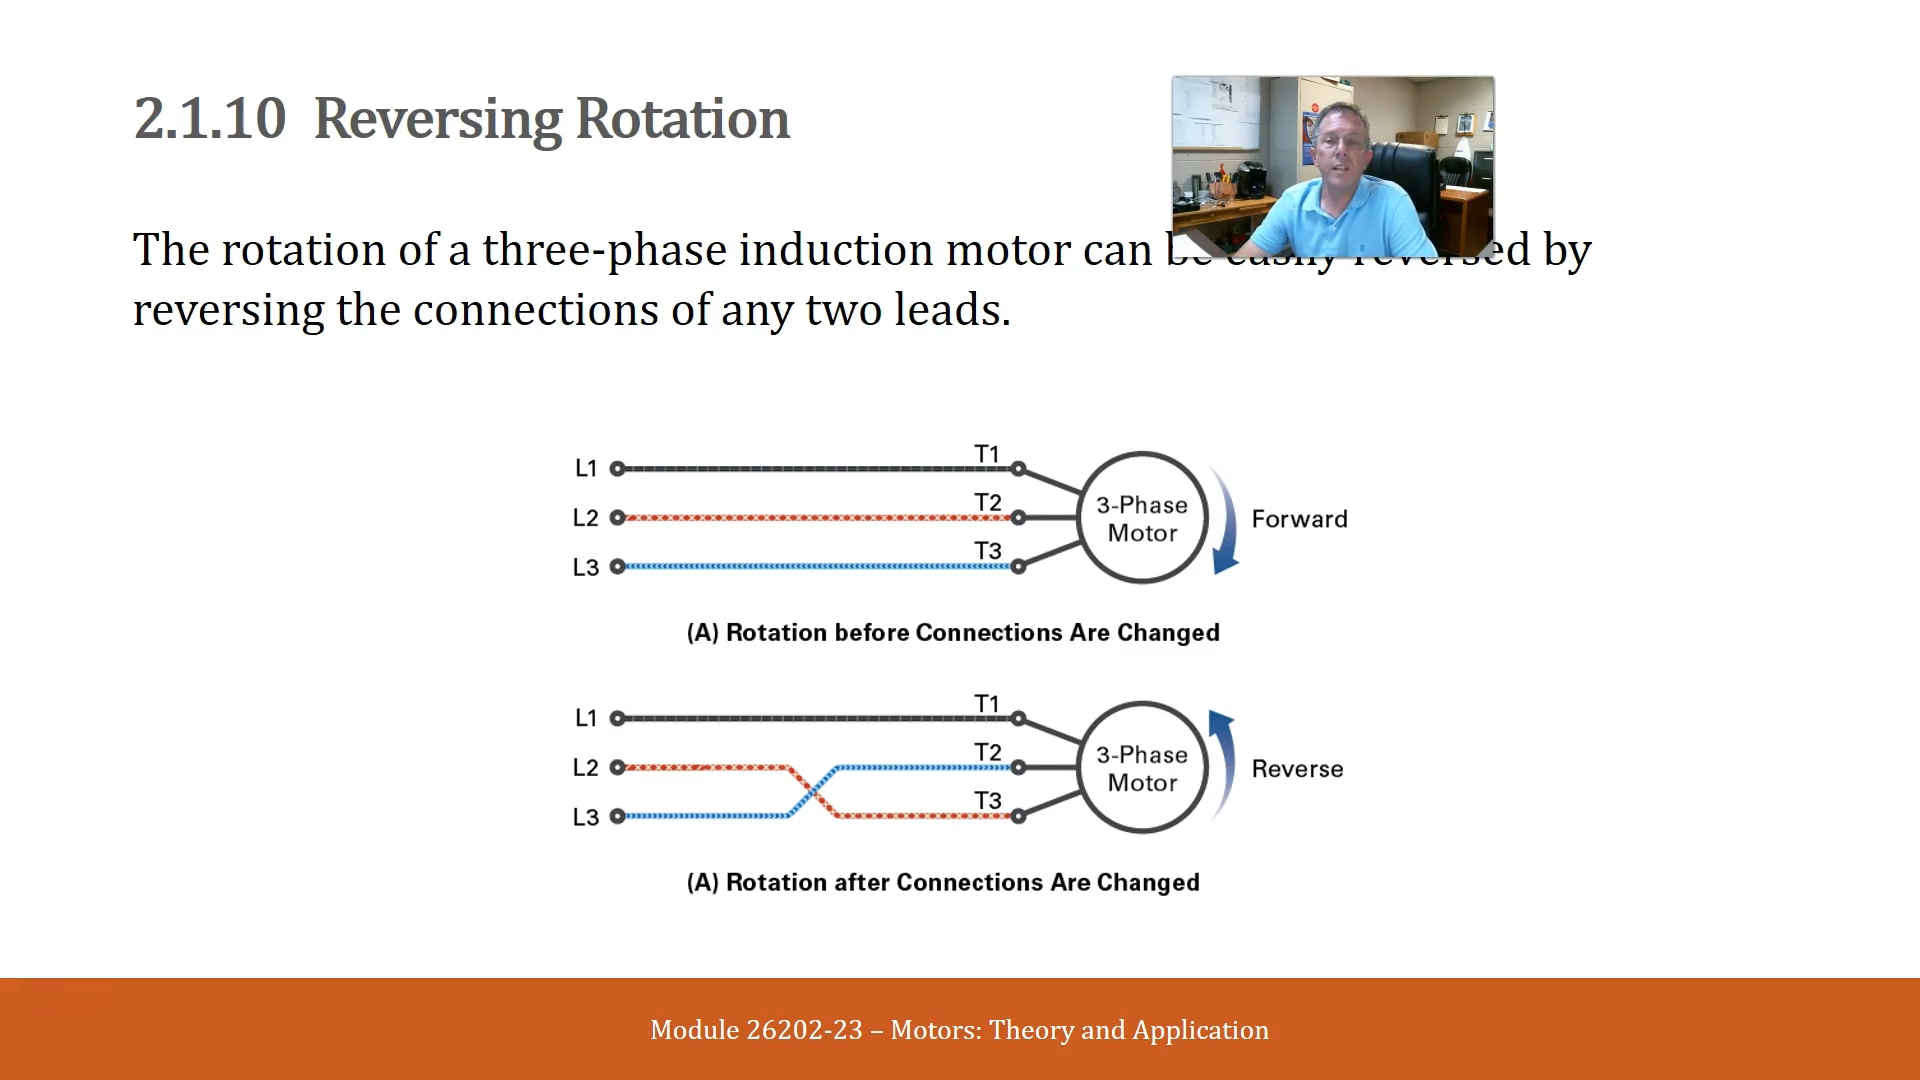 2.1.10 Reversing Rotation
The rotation of a three-phase induction motor can be easily reversed by
reversing the connections of any two leads.
L1
T1
L2
T2
L3
T3
3-Phase
Motor
Forward
(A) Rotation before Connections Are Changed
L1
T1
L2
T2
L3
T3
3-Phase
Motor
Reverse
(A) Rotation after Connections Are Changed
Module 26202-23 – Motors: Theory and Application